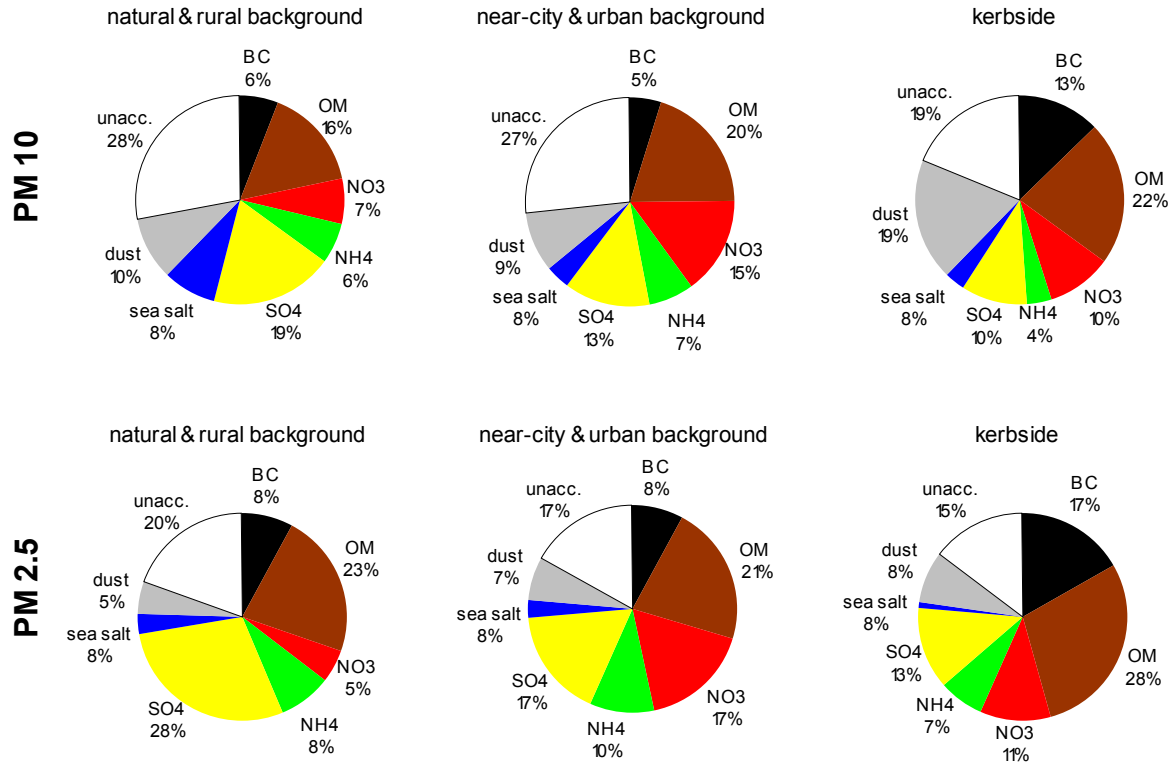 natural & rural background
near-city & urban background
kerbside
PM 10
BC
6%
OM
16%
NO3
7%
NH4
6%
SO4
19%
sea salt
8%
dust
10%
unacc.
28%
BC
5%
OM
20%
NO3
15%
NH4
7%
SO4
13%
sea salt
8%
dust
9%
unacc.
27%
BC
13%
OM
22%
NO3
10%
NH4
4%
SO4
10%
sea salt
8%
dust
19%
unacc.
19%
natural & rural background
near-city & urban background
kerbside
PM 2.5
BC
8%
OM
23%
NO3
5%
NH4
8%
SO4
28%
sea salt
8%
dust
5%
unacc.
20%
BC
8%
OM
21%
NO3
17%
NH4
10%
SO4
17%
sea salt
8%
dust
7%
unacc.
17%
BC
17%
OM
28%
NO3
11%
NH4
7%
SO4
13%
sea salt
8%
dust
8%
unacc.
15%